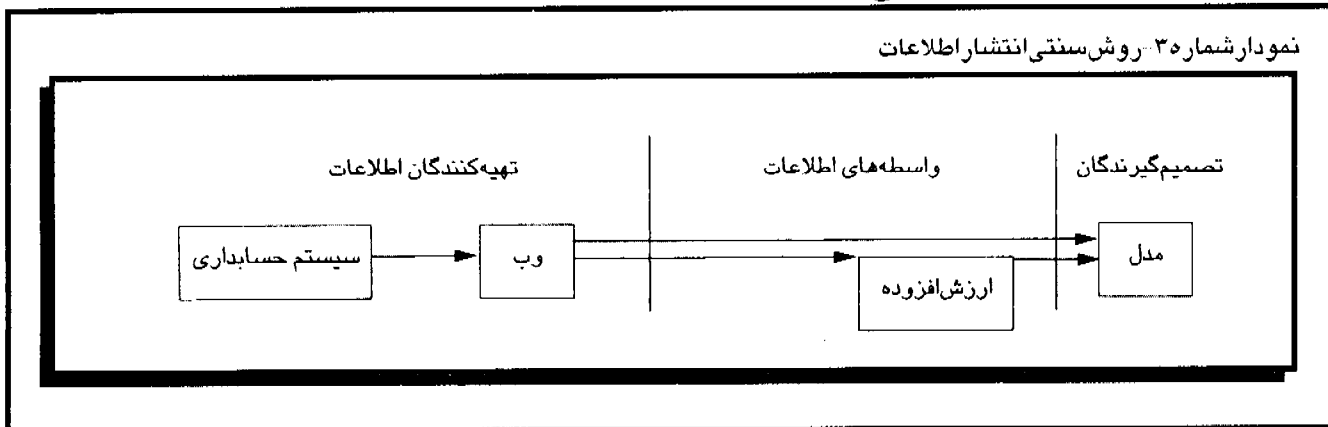 نمودار شماره ۳-روش سنتی انتشار اطلاعات
تصمیم‌گیرندگان
واسطه‌های اطلاعات
تهیه‌کنندگان اطلاعات
مدل
ارزش افزوده
وب
سیستم حسابداری